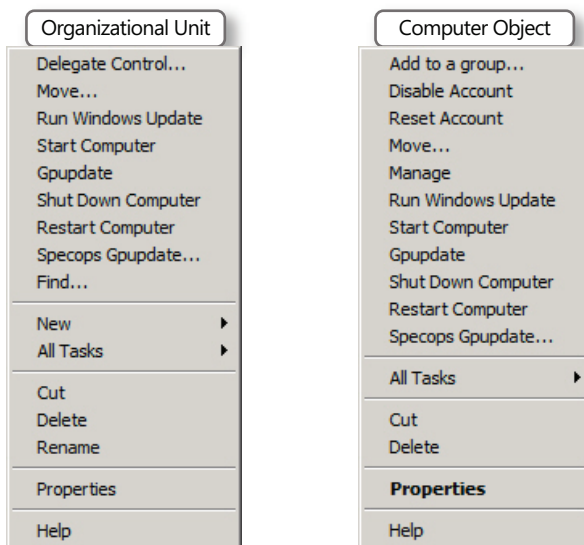 Organizational Unit
Delegate Control...
Move...
Run Windows Update
Start Computer
Gpupdate
Shut Down Computer
Restart Computer
Specops Gpupdate...
Find...
New
All Tasks
Cut
Delete
Rename
Properties
Help
Computer Object
Add to a group...
Disable Account
Reset Account
Move...
Manage
Run Windows Update
Start Computer
Gpupdate
Shut Down Computer
Restart Computer
Specops Gpupdate...
All Tasks
Cut
Delete
Properties
Help